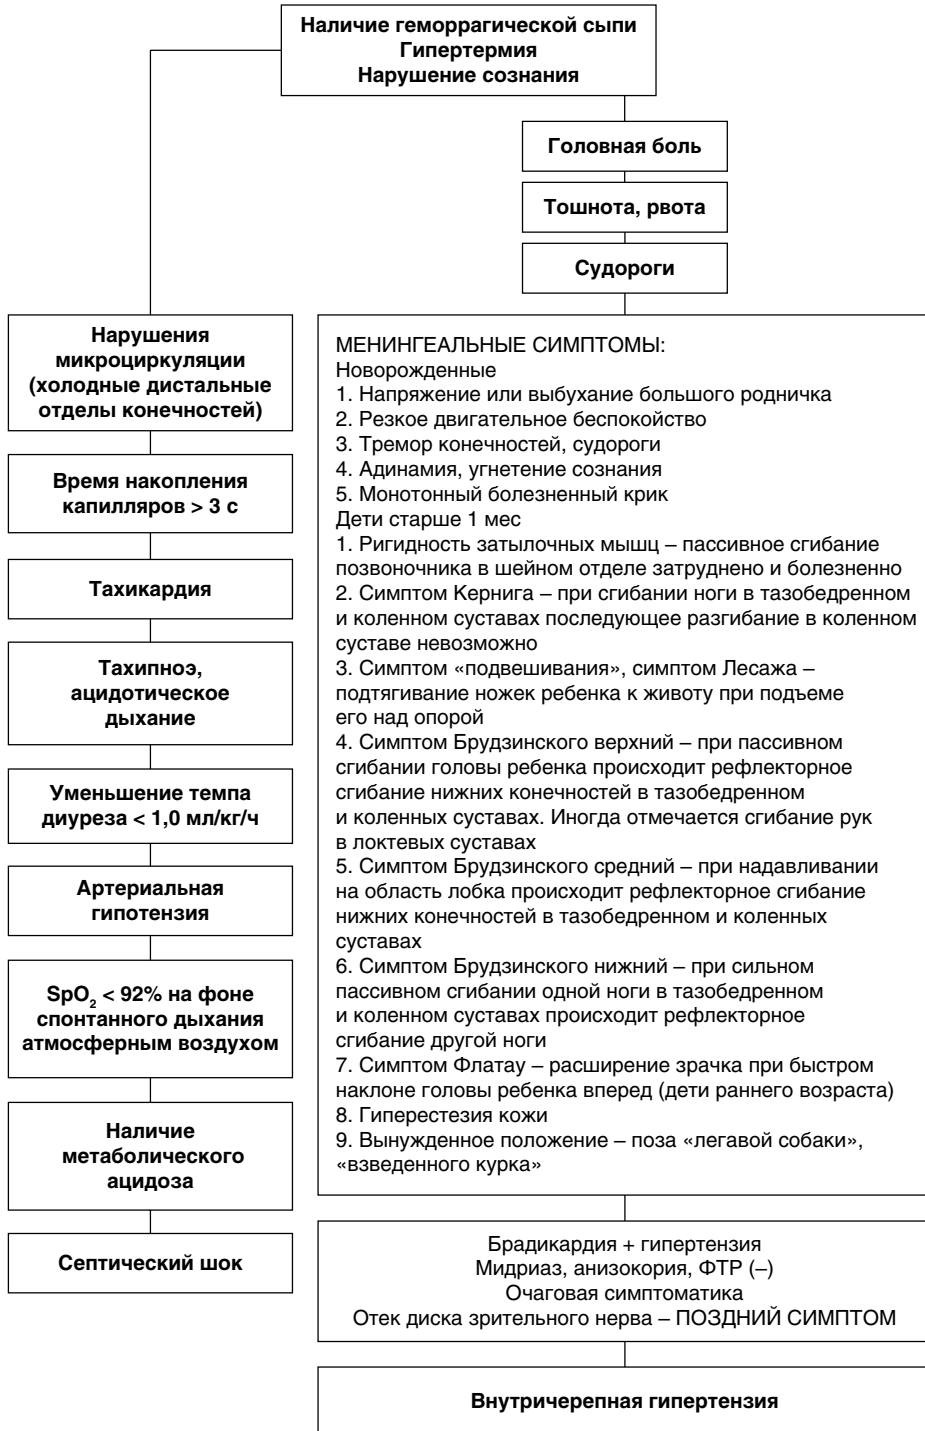 Наличие геморрагической сыпи
Гипертермия
Нарушение сознания
Головная боль
Тошнота, рвота
Судороги
Нарушения
микроциркуляции
(холодные дистальные
отделы конечностей)
Время накопления
капилляров > 3 с
Тахикардия
Тахипноэ,
ацидотическое
дыхание
Уменьшение темпа
диуреза < 1,0 мл/кг/ч
Артериальная
гипотензия
SpO₂ < 92% на фоне
спонтанного дыхания
атмосферным воздухом
Наличие
метаболического
ацидоза
Септический шок
МЕНИНГЕАЛЬНЫЕ СИМПТОМЫ:
Новорожденные
1. Напряжение или выбухание большого родничка
2. Резкое двигательное беспокойство
3. Тремор конечностей, судороги
4. Адинамия, угнетение сознания
5. Монотонный болезненный крик
Дети старше 1 мес
1. Ригидность затылочных мышц – пассивное сгибание
позвоночника в шейном отделе затруднено и болезненно
2. Симптом Кернига – при сгибании ноги в тазобедренном
и коленном суставах последующее разгибание в коленном
суставе невозможно
3. Симптом «подвешивания», симптом Лесажа –
подтягивание ножек ребенка к животу при подъеме
его над опорой
4. Симптом Брудзинского верхний – при пассивном
сгибании головы ребенка происходит рефлекторное
сгибание нижних конечностей в тазобедренном
и коленных суставах. Иногда отмечается сгибание рук
в локтевых суставах
5. Симптом Брудзинского средний – при надавливании
на область лобка происходит рефлекторное сгибание
нижних конечностей в тазобедренном и коленных
суставах
6. Симптом Брудзинского нижний – при сильном
пассивном сгибании одной ноги в тазобедренном
и коленном суставах происходит рефлекторное
сгибание другой ноги
7. Симптом Флатау – расширение зрачка при быстром
наклоне головы ребенка вперед (дети раннего возраста)
8. Гиперестезия кожи
9. Вынужденное положение – поза «легавой собаки»,
«взведенного курка»
Брадикардия + гипертензия
Мидриаз, анизокория, ФТР (–)
Очаговая симптоматика
Отек диска зрительного нерва – ПОЗДНИЙ СИМПТОМ
Внутричерепная гипертензия